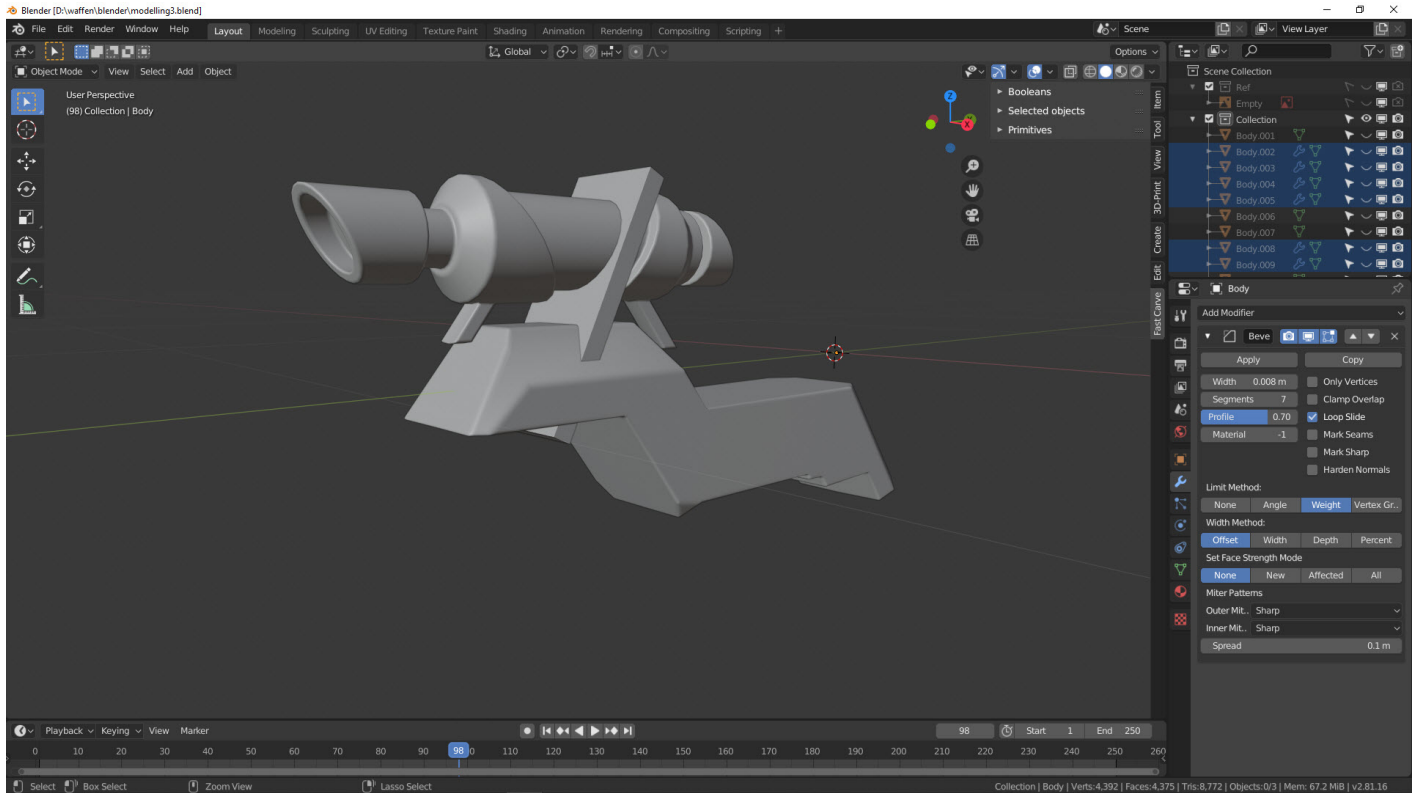 Blender [D:\waffen\blender\modelling3.blend]
File Edit Render Window Help Layout Modeling Sculpting UV Editing Texture Paint Shading Animation Rendering Compositing Scripting + Scene View Layer
Global Options
Object Mode View Select Add Object
User Perspective
(98) Collection | Body
Z
X
Booleans
Selected objects
Primitives
Item
Tool
View
3D-Print
Create
Edit
Fast Carve
Scene Collection
Ref
Empty
Collection
Body.001
Body.002
Body.003
Body.004
Body.005
Body.006
Body.007
Body.008
Body.009
Body
Add Modifier
Beve
Apply Copy
Width 0.008 m Only Vertices
Segments 7 Clamp Overlap
Profile 0.70 Loop Slide
Material -1 Mark Seams
Mark Sharp
Harden Normals
Limit Method:
None Angle Weight Vertex Gr..
Width Method:
Offset Width Depth Percent
Set Face Strength Mode
None New Affected All
Miter Patterns
Outer Mit.. Sharp
Inner Mit.. Sharp
Spread 0.1 m
Playback Keying View Marker 98 Start 1 End 250
0 10 20 30 40 50 60 70 80 90 98 110 120 130 140 150 160 170 180 190 200 210 220 230 240 250 260
Select Box Select Zoom View Lasso Select Collection | Body | Verts:4,392 | Faces:4,375 | Tris:8,772 | Objects:0/3 | Mem: 67.2 MiB | v2.81.16